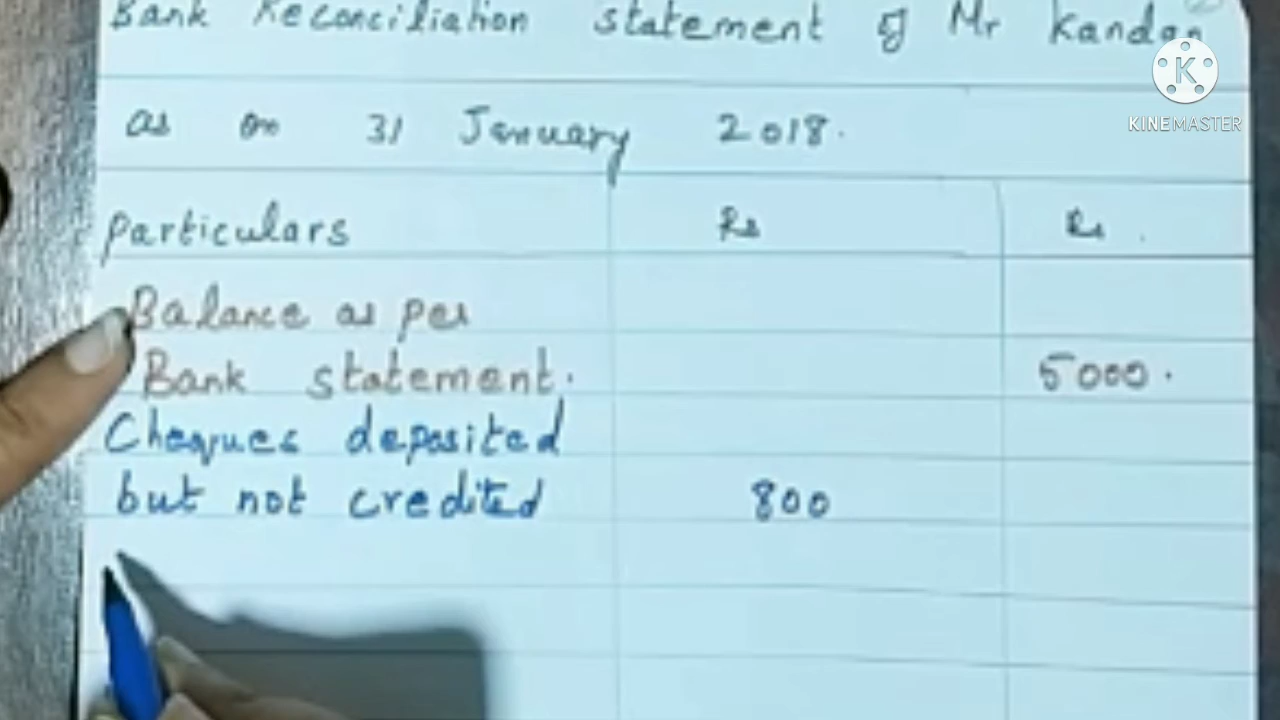 Bank Reconciliation statement of Mr Kandan
as on 31 January 2018.
particulars Rs Rs.
Balance as per
Bank statement. 5000.
Cheques deposited
but not credited 800
K
KINEMASTER